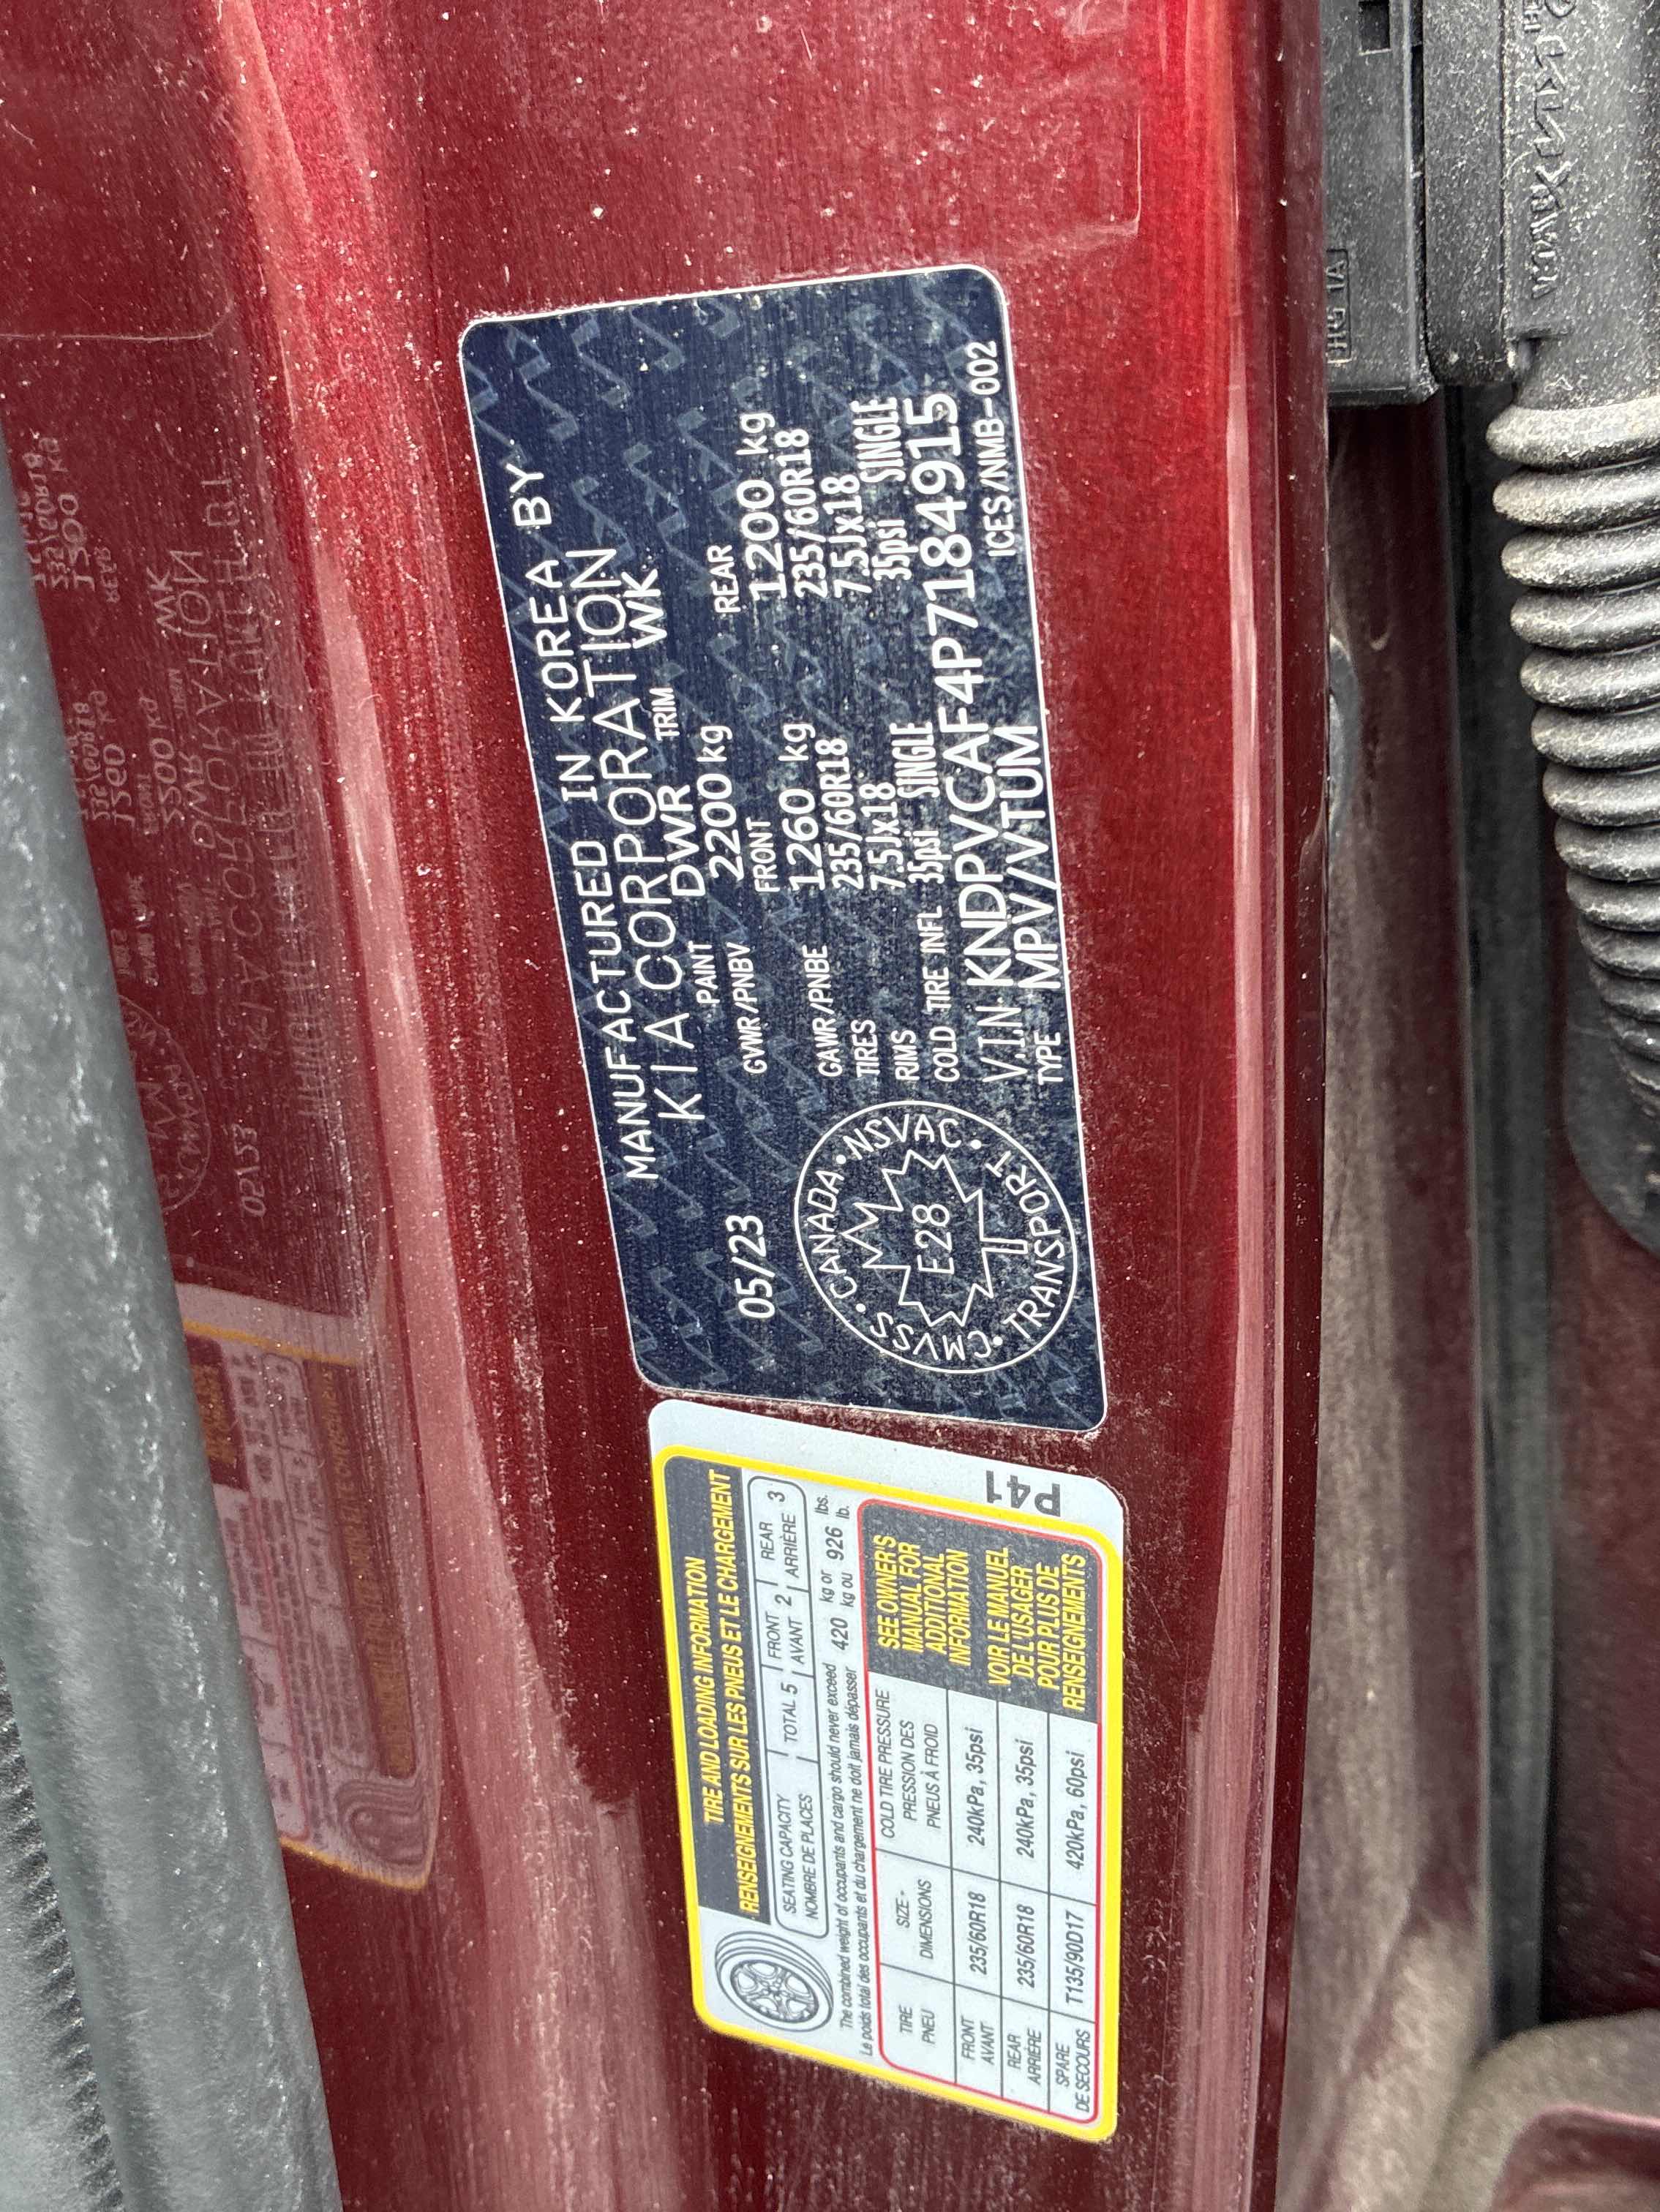 MANUFACTURED IN KOREA BY
KIA CORPORATION
05/23 PAINT DWR TRIM WK
GVWR/PNBV 2200 kg
FRONT REAR
GAWR/PNBE 1260 kg 1200 kg
TIRES 235/60R18 235/60R18
RIMS 7.5Jx18 7.5Jx18
COLD TIRE INFL 35psi SINGLE 35psi SINGLE
V.I.N KNDPVCAF4P7184915
TYPE MPV/VTUM ICES/NMB-002
CMVSS • CANADA • NSVAC •
E28
• TRANSPORT
TIRE AND LOADING INFORMATION
RENSEIGNEMENTS SUR LES PNEUS ET LE CHARGEMENT
SEATING CAPACITY
NOMBRE DE PLACES
TOTAL 5
FRONT
AVANT 2
REAR
ARRIÈRE 3
The combined weight of occupants and cargo should never exceed 420 kg or 926 lbs.
Le poids total des occupants et du chargement ne doit jamais dépasser kg ou lb.
TIRE SIZE COLD TIRE PRESSURE
PNEU DIMENSIONS PRESSION DES
PNEUS À FROID
FRONT
AVANT 235/60R18 240kPa, 35psi
REAR
ARRIÈRE 235/60R18 240kPa, 35psi
SPARE
DE SECOURS T135/90D17 420kPa, 60psi
SEE OWNER'S
MANUAL FOR
ADDITIONAL
INFORMATION
VOIR LE MANUEL
DE L'USAGER
POUR PLUS DE
RENSEIGNEMENTS
P41
HRS 1A